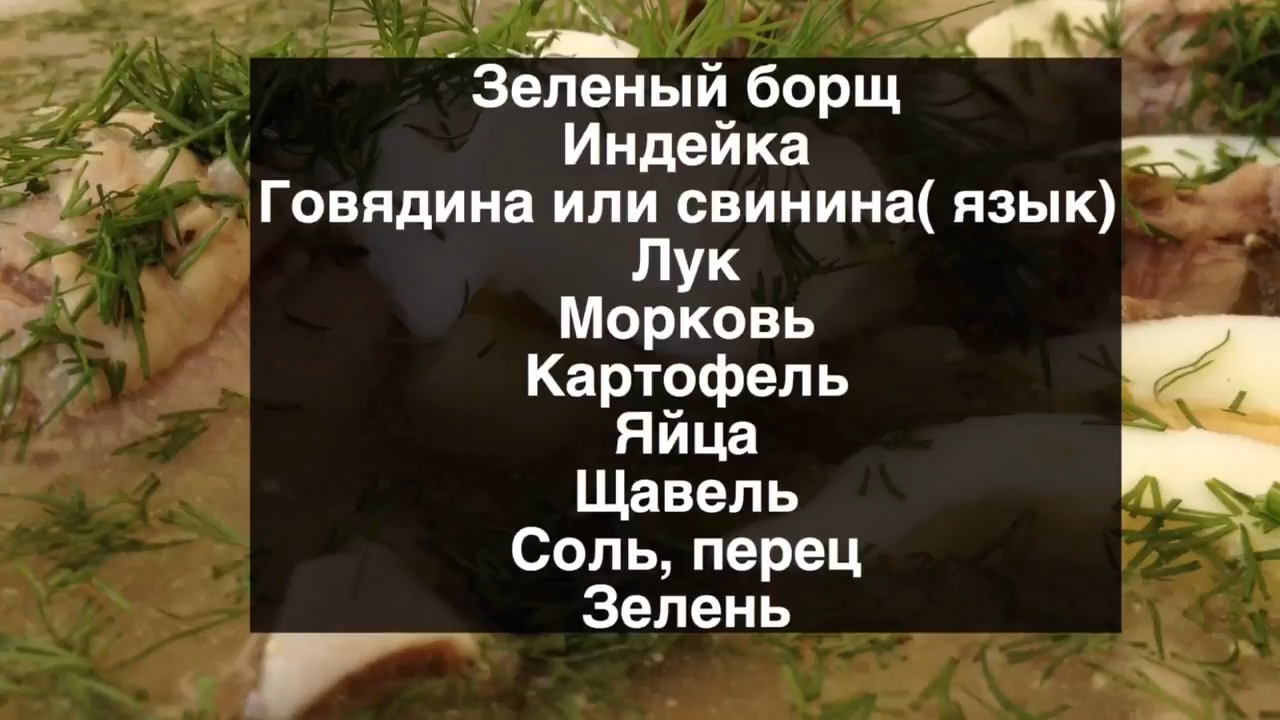 Зеленый борщ
Индейка
Говядина или свинина( язык)
Лук
Морковь
Картофель
Яйца
Щавель
Соль, перец
Зелень